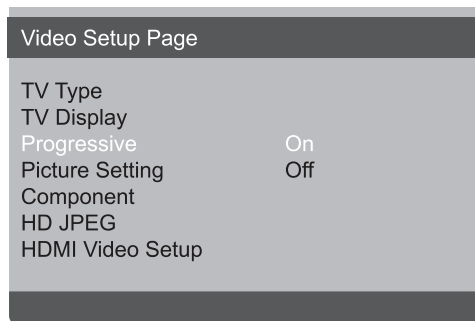 Video Setup Page
TV Type
TV Display
Progressive On
Picture Setting Off
Component
HD JPEG
HDMI Video Setup